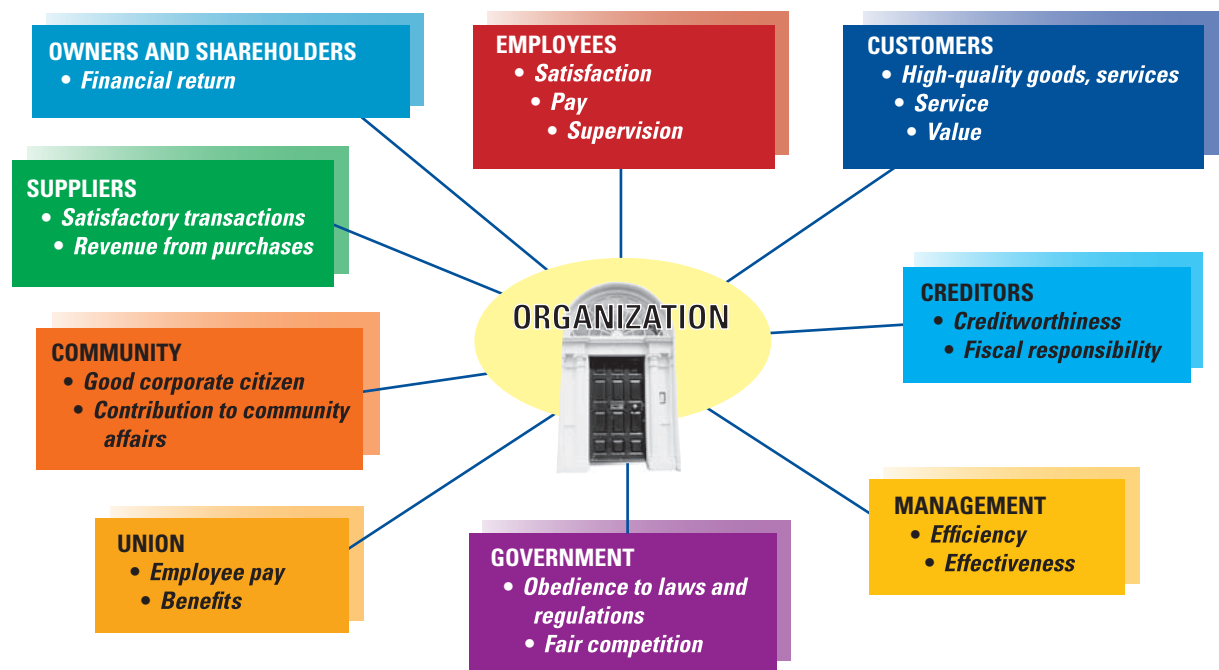 OWNERS AND SHAREHOLDERS
• Financial return
EMPLOYEES
• Satisfaction
• Pay
• Supervision
CUSTOMERS
• High-quality goods, services
• Service
• Value
SUPPLIERS
• Satisfactory transactions
• Revenue from purchases
ORGANIZATION
CREDITORS
• Creditworthiness
• Fiscal responsibility
COMMUNITY
• Good corporate citizen
• Contribution to community
affairs
MANAGEMENT
• Efficiency
• Effectiveness
UNION
• Employee pay
• Benefits
GOVERNMENT
• Obedience to laws and
regulations
• Fair competition